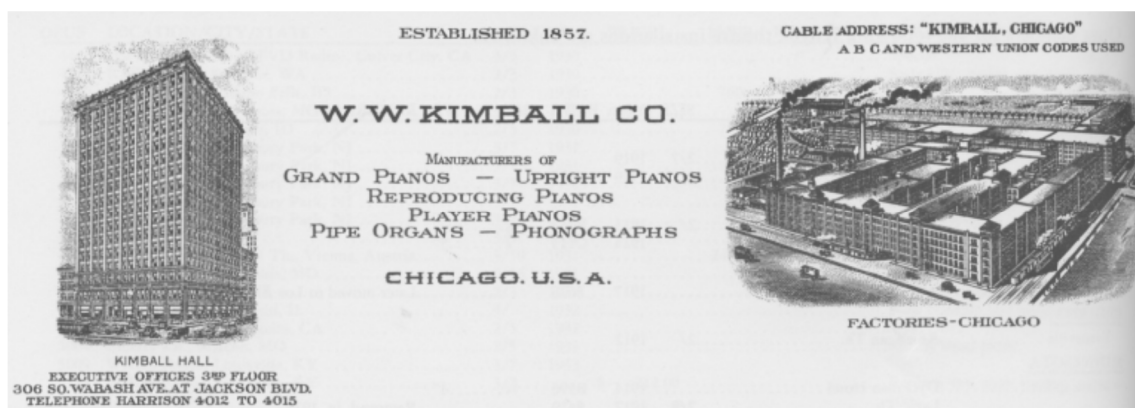 ESTABLISHED 1857.
CABLE ADDRESS: "KIMBALL, CHICAGO"
A B C AND WESTERN UNION CODES USED
W. W. KIMBALL CO.
MANUFACTURERS OF
GRAND PIANOS — UPRIGHT PIANOS
REPRODUCING PIANOS
PLAYER PIANOS
PIPE ORGANS — PHONOGRAPHS
CHICAGO. U.S.A.
FACTORIES-CHICAGO
KIMBALL HALL
EXECUTIVE OFFICES 3RD FLOOR
306 SO. WABASH AVE. AT JACKSON BLVD.
TELEPHONE HARRISON 4012 TO 4015